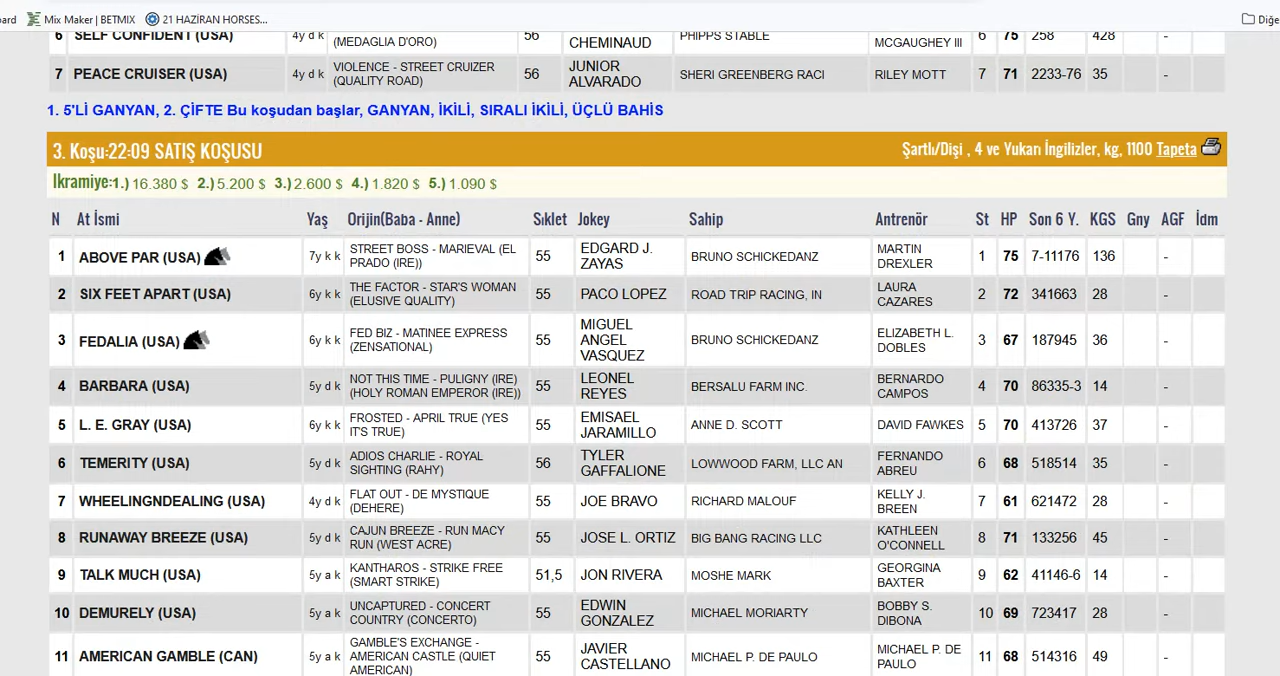 ard Mix Maker | BETMIX 21 HAZİRAN HORSES... Diğe
6 SELF CONFIDENT (USA) 4y d k (MEDAGLIA D'ORO) 56 CHEMINAUD PHIPPS STABLE MCGAUGHEY III 6 75 258 428 -
7 PEACE CRUISER (USA) 4y d k VIOLENCE - STREET CRUIZER (QUALITY ROAD) 56 JUNIOR ALVARADO SHERI GREENBERG RACI RILEY MOTT 7 71 2233-76 35 -
1. 5'Lİ GANYAN, 2. ÇİFTE Bu koşudan başlar, GANYAN, İKİLİ, SIRALI İKİLİ, ÜÇLÜ BAHİS
3. Koşu:22:09 SATIŞ KOŞUSU Şartlı/Dişi , 4 ve Yukarı İngilizler, kg, 1100 Tapeta
İkramiye:1.) 16.380 $ 2.) 5.200 $ 3.) 2.600 $ 4.) 1.820 $ 5.) 1.090 $
N At İsmi Yaş Orijin(Baba - Anne) Sıklet Jokey Sahip Antrenör St HP Son 6 Y. KGS Gny AGF İdm
1 ABOVE PAR (USA) 7y k k STREET BOSS - MARIEVAL (EL PRADO (IRE)) 55 EDGARD J. ZAYAS BRUNO SCHICKEDANZ MARTIN DREXLER 1 75 7-11176 136 -
2 SIX FEET APART (USA) 6y k k THE FACTOR - STAR'S WOMAN (ELUSIVE QUALITY) 55 PACO LOPEZ ROAD TRIP RACING, IN LAURA CAZARES 2 72 341663 28 -
3 FEDALIA (USA) 6y k k FED BIZ - MATINEE EXPRESS (ZENSATIONAL) 55 MIGUEL ANGEL VASQUEZ BRUNO SCHICKEDANZ ELIZABETH L. DOBLES 3 67 187945 36 -
4 BARBARA (USA) 5y d k NOT THIS TIME - PULIGNY (IRE) (HOLY ROMAN EMPEROR (IRE)) 55 LEONEL REYES BERSALU FARM INC. BERNARDO CAMPOS 4 70 86335-3 14 -
5 L. E. GRAY (USA) 6y k k FROSTED - APRIL TRUE (YES IT'S TRUE) 55 EMISAEL JARAMILLO ANNE D. SCOTT DAVID FAWKES 5 70 413726 37 -
6 TEMERITY (USA) 5y d k ADIOS CHARLIE - ROYAL SIGHTING (RAHY) 56 TYLER GAFFALIONE LOWWOOD FARM, LLC AN FERNANDO ABREU 6 68 518514 35 -
7 WHEELINGNDEALING (USA) 4y d k FLAT OUT - DE MYSTIQUE (DEHERE) 55 JOE BRAVO RICHARD MALOUF KELLY J. BREEN 7 61 621472 28 -
8 RUNAWAY BREEZE (USA) 5y d k CAJUN BREEZE - RUN MACY RUN (WEST ACRE) 55 JOSE L. ORTIZ BIG BANG RACING LLC KATHLEEN O'CONNELL 8 71 133256 45 -
9 TALK MUCH (USA) 5y a k KANTHAROS - STRIKE FREE (SMART STRIKE) 51,5 JON RIVERA MOSHE MARK GEORGINA BAXTER 9 62 41146-6 14 -
10 DEMURELY (USA) 5y a k UNCAPTURED - CONCERT COUNTRY (CONCERTO) 55 EDWIN GONZALEZ MICHAEL MORIARTY BOBBY S. DIBONA 10 69 723417 28 -
11 AMERICAN GAMBLE (CAN) 5y a k GAMBLE'S EXCHANGE - AMERICAN CASTLE (QUIET AMERICAN) 55 JAVIER CASTELLANO MICHAEL P. DE PAULO MICHAEL P. DE PAULO 11 68 514316 49 -